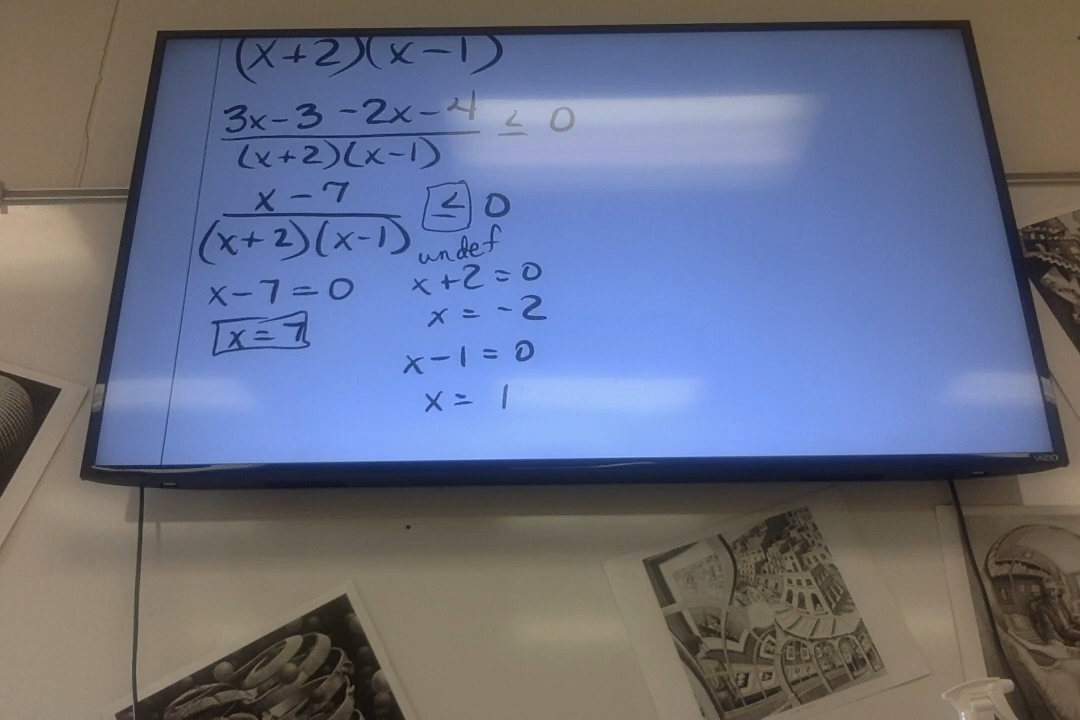 (x+2)(x-1)
3x-3-2x-4 ≤ 0
(x+2)(x-1)
x-7 ≤ 0
(x+2)(x-1)
undef
x-7=0
x=7
x+2=0
x=-2
x-1=0
x=1
VIZIO